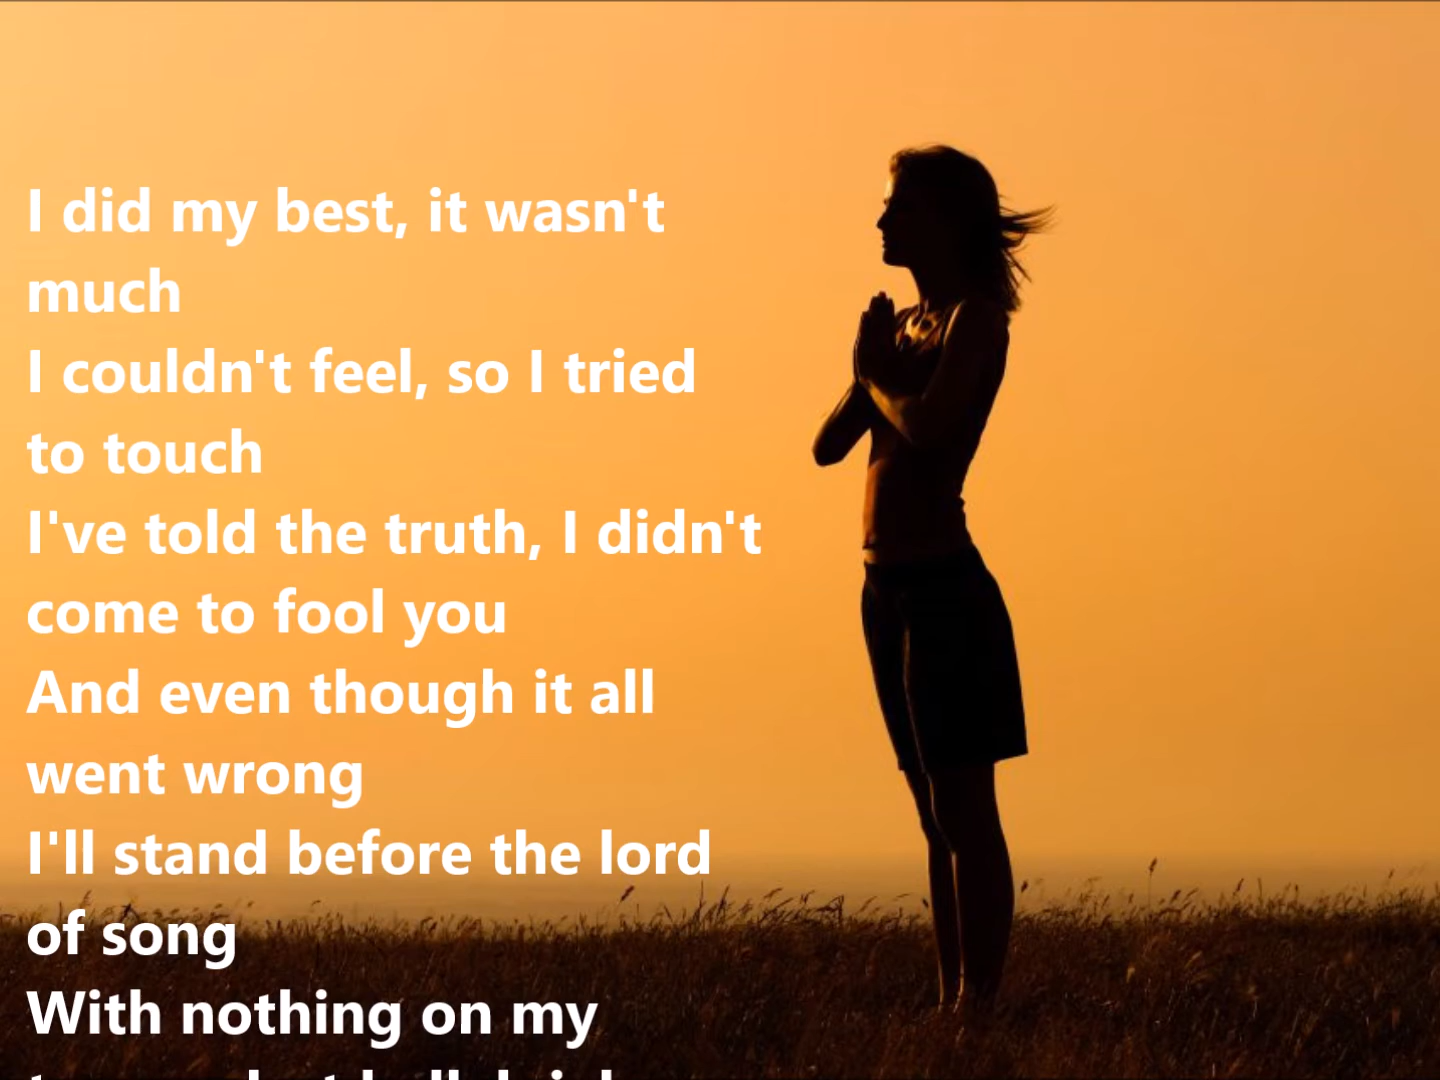 I did my best, it wasn't
much
I couldn't feel, so I tried
to touch
I've told the truth, I didn't
come to fool you
And even though it all
went wrong
I'll stand before the lord
of song
With nothing on my